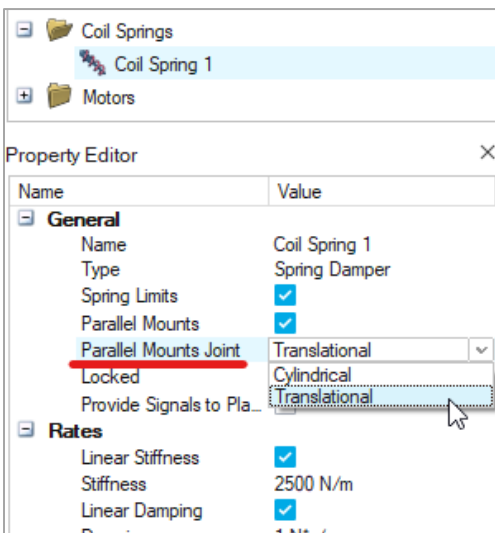 Coil Springs
Coil Spring 1
Motors
Property Editor
Name Value
General
Name Coil Spring 1
Type Spring Damper
Spring Limits
Parallel Mounts
Parallel Mounts Joint Translational
Locked Cylindrical
Provide Signals to Pla... Translational
Rates
Linear Stiffness
Stiffness 2500 N/m
Linear Damping